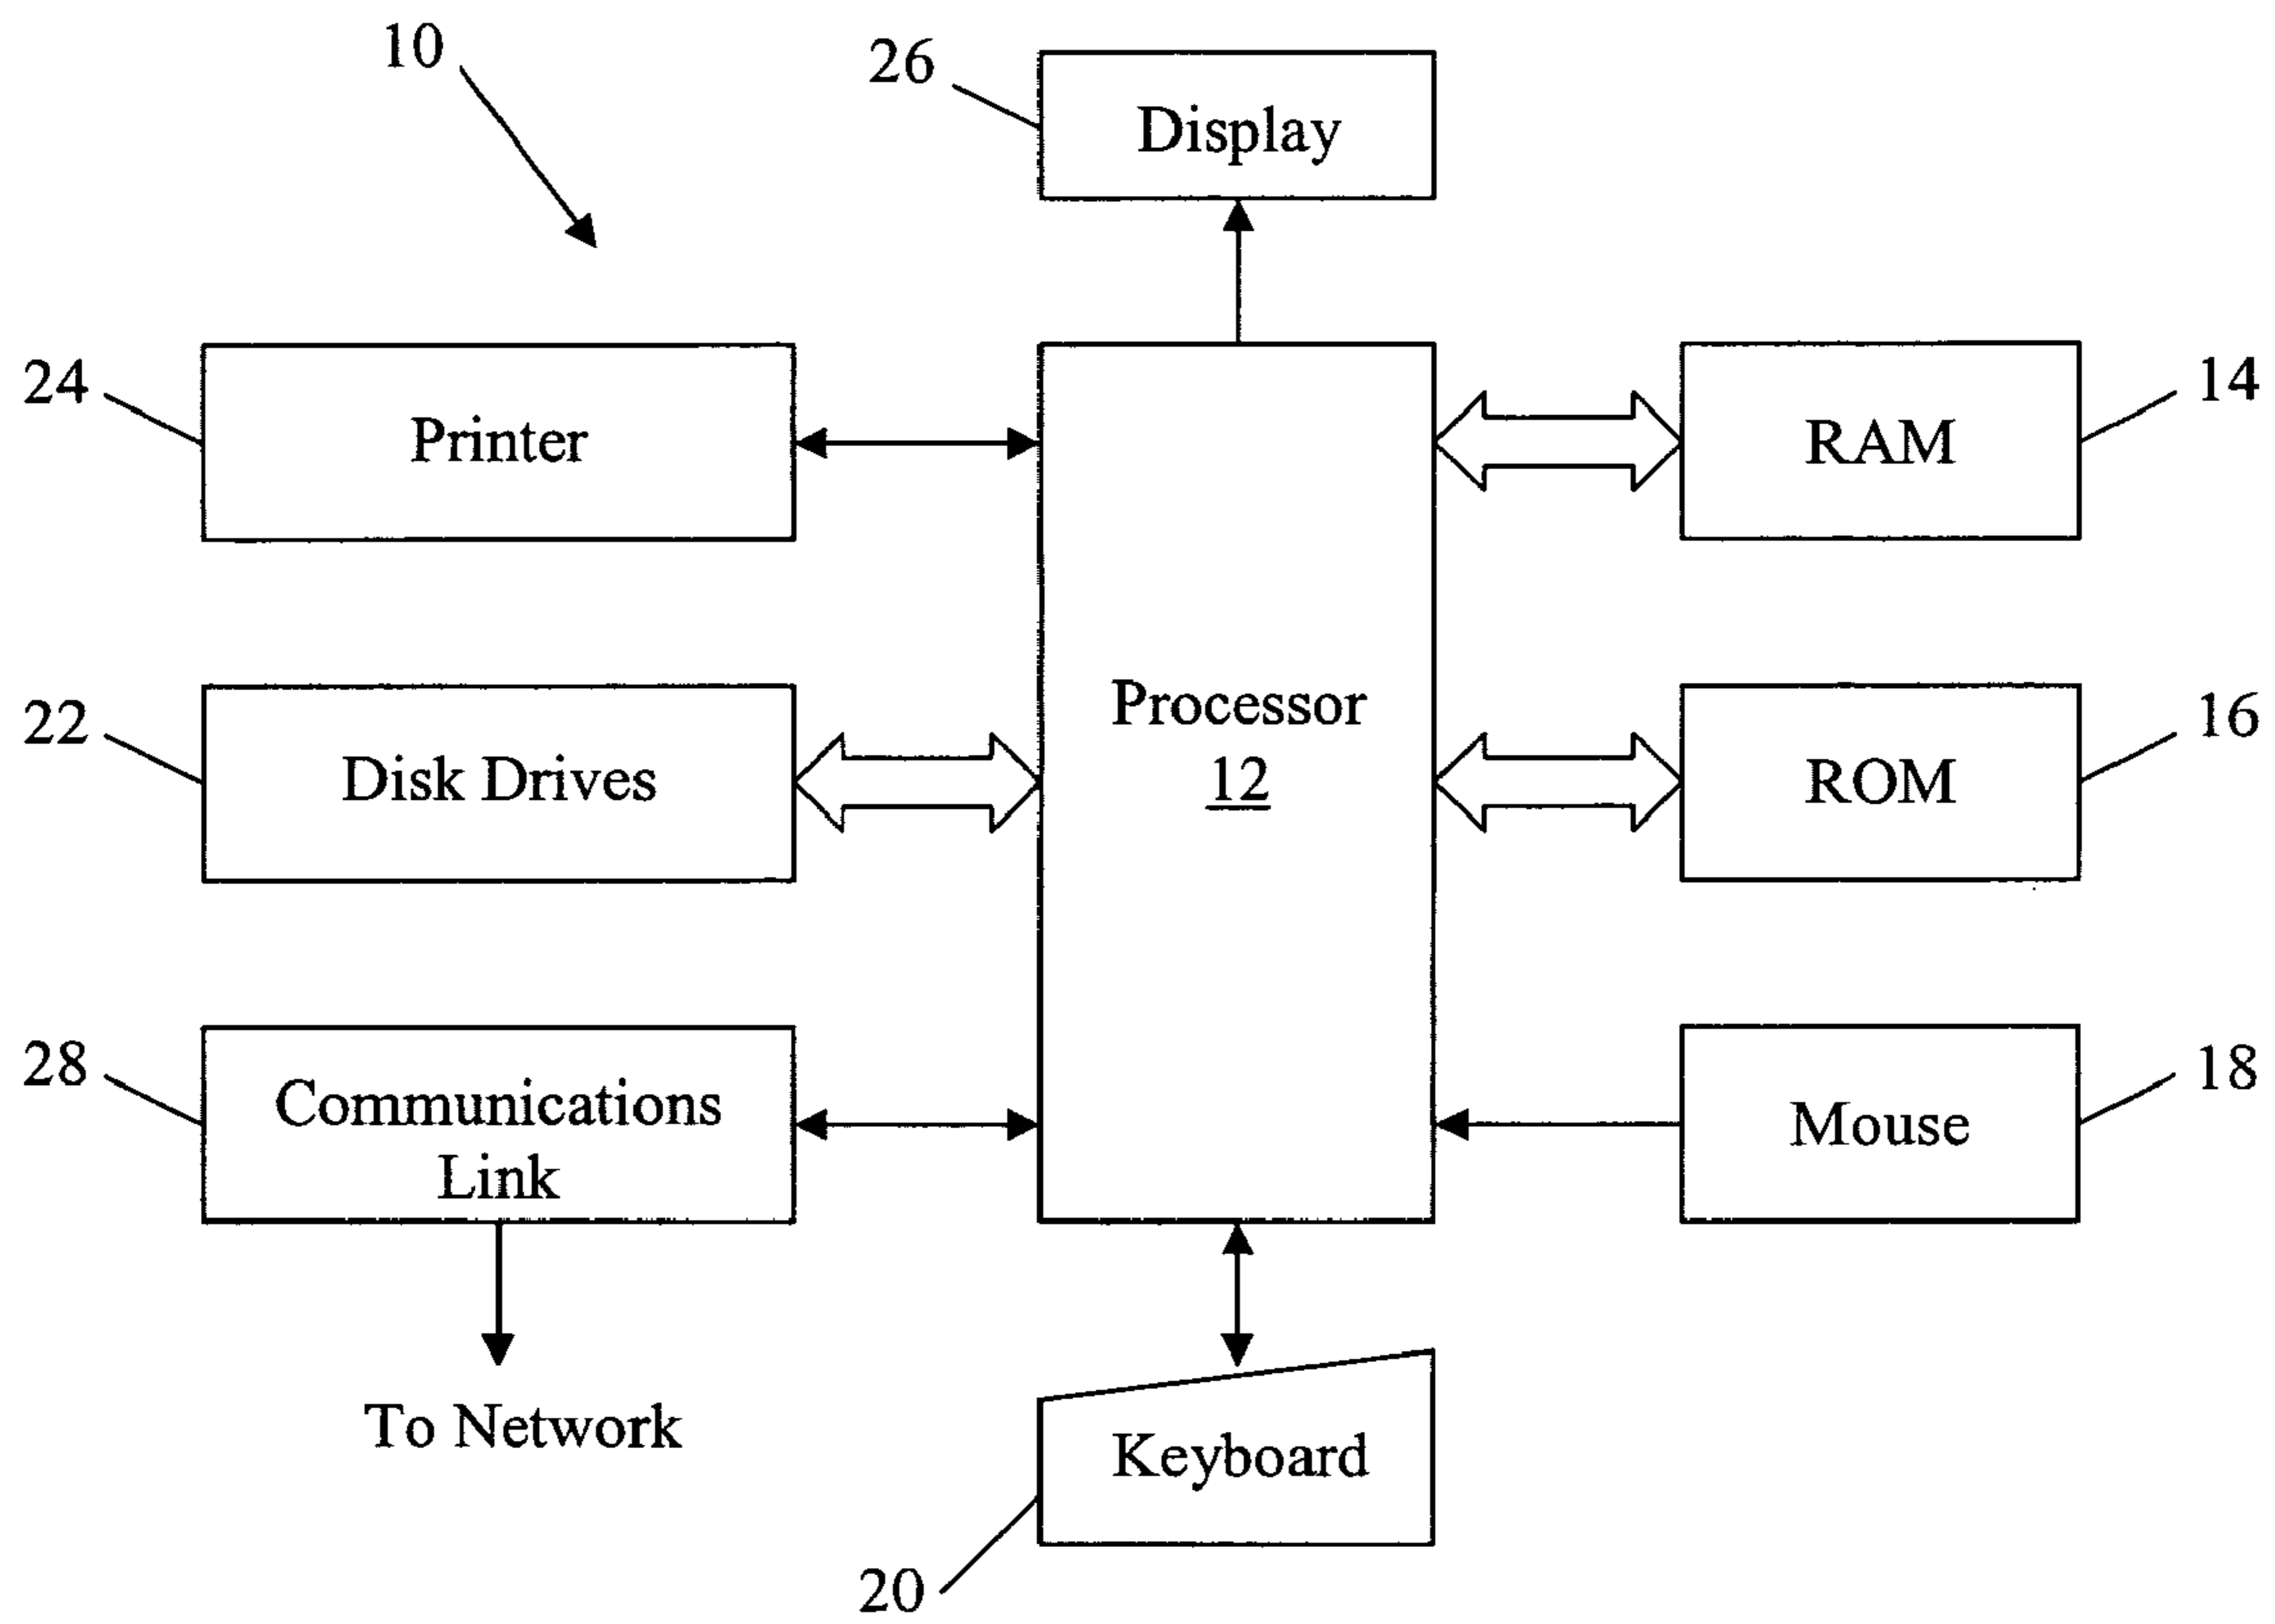 10
26
Display
24
Printer
RAM
14
Processor
12
22
Disk Drives
ROM
16
28
Communications
Link
Mouse
18
To Network
Keyboard
20